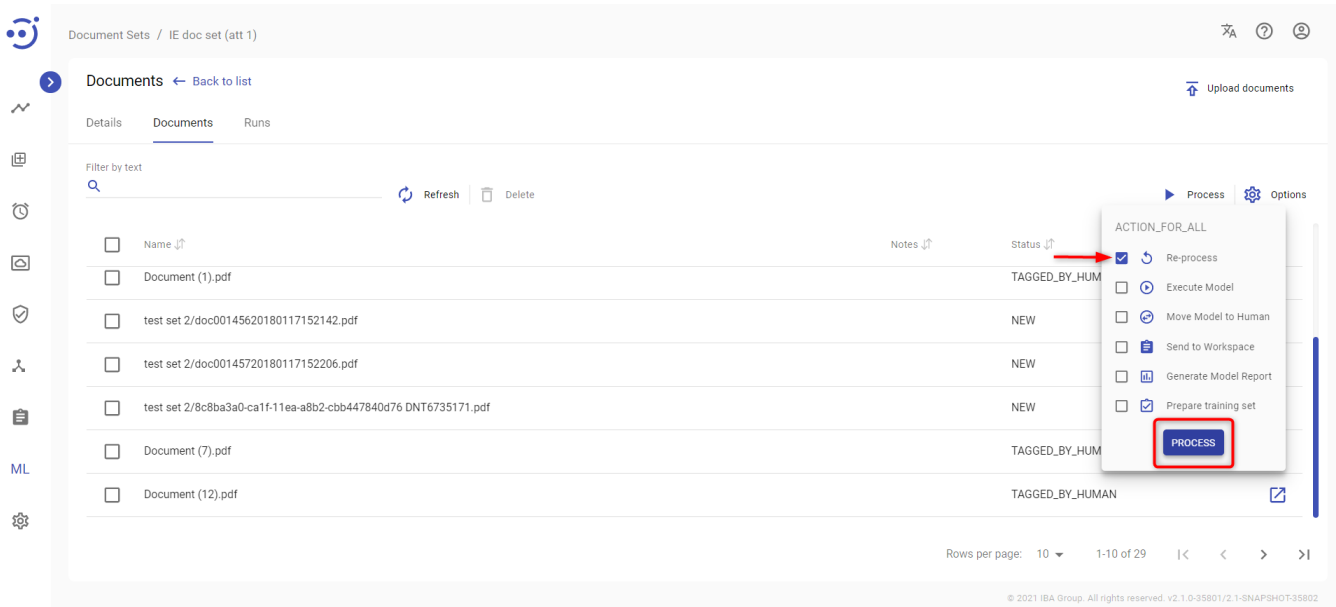 Document Sets / IE doc set (att 1)
Documents ← Back to list
Upload documents
Details Documents Runs
Filter by text
Refresh Delete
Process Options
ACTION_FOR_ALL
Name Notes Status
Re-process
Document (1).pdf TAGGED_BY_HUM
Execute Model
test set 2/doc00145620180117152142.pdf NEW
Move Model to Human
Send to Workspace
test set 2/doc00145720180117152206.pdf NEW
Generate Model Report
test set 2/8c8ba3a0-ca1f-11ea-a8b2-cbb447840d76 DNT6735171.pdf NEW
Prepare training set
PROCESS
Document (7).pdf TAGGED_BY_HUM
ML
Document (12).pdf TAGGED_BY_HUMAN
Rows per page: 10 1-10 of 29
© 2021 IBA Group. All rights reserved. v2.1.0-35801/2.1-SNAPSHOT-35802